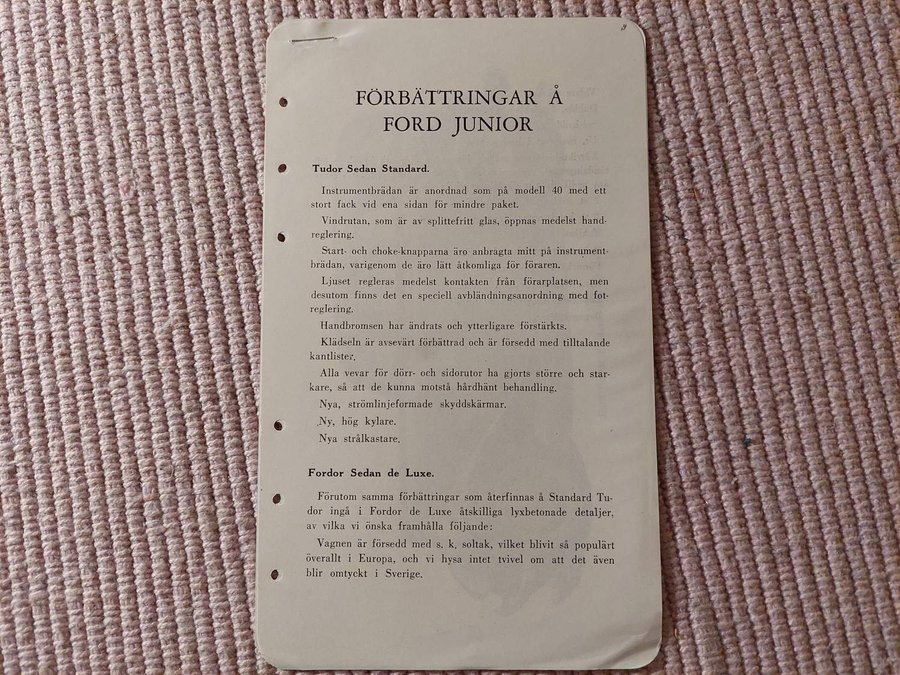 FÖRBÄTTRINGAR Å
FORD JUNIOR
Tudor Sedan Standard.
Instrumentbrädan är anordnad som på modell 40 med ett
stort fack vid ena sidan för mindre paket.
Vindrutan, som är av splitterfritt glas, öppnas medelst hand-
reglering.
Start- och choke-knapparna äro anbragta mitt på instrument-
brädan, varigenom de äro lätt åtkomliga för föraren.
Ljuset regleras medelst kontakten från förarplatsen, men
desutom finns det en speciell avbländningsanordning med fot-
reglering.
Handbromsen har ändrats och ytterligare förstärkts.
Klädseln är avsevärt förbättrad och är försedd med tilltalande
kantlister.
Alla vevar för dörr- och sidorutor ha gjorts större och star-
kare, så att de kunna motstå hårdhänt behandling.
Nya, strömlinjeformade skyddskärmar.
Ny, hög kylare.
Nya strålkastare.
Fordor Sedan de Luxe.
Förutom samma förbättringar som återfinnas å Standard Tu-
dor ingå i Fordor de Luxe åtskilliga lyxbetonade detaljer,
av vilka vi önska framhålla följande:
Vagnen är försedd med s. k. soltak, vilket blivit så populärt
överallt i Europa, och vi hysa intet tvivel om att det även
blir omtyckt i Sverige.